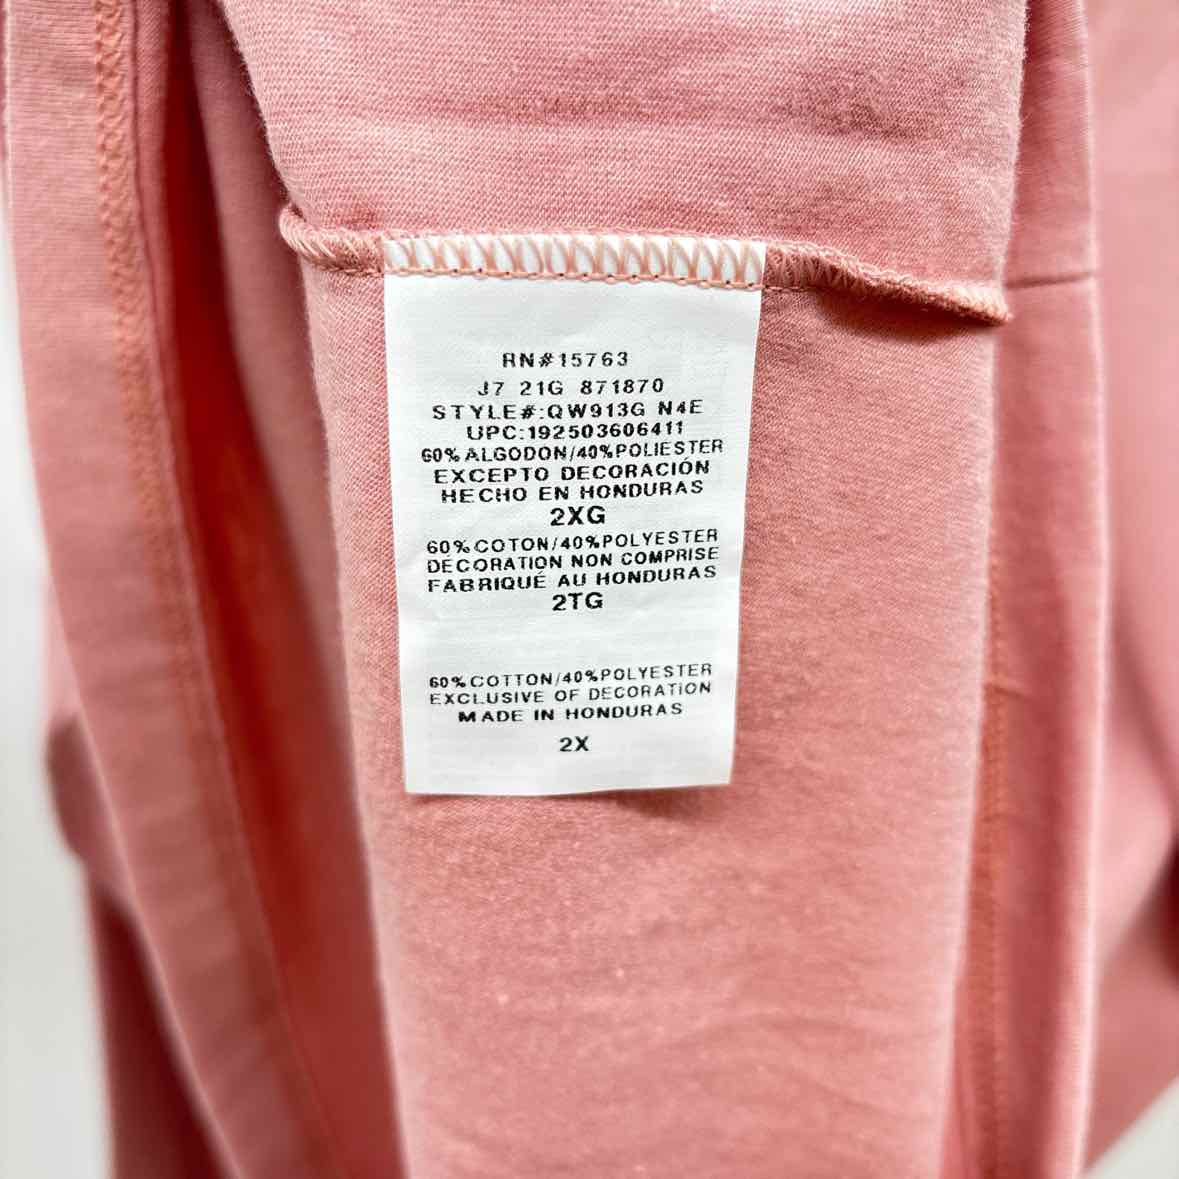 RN#15763
J7 21G 871870
STYLE#:QW913G N4E
UPC:192503606411
60%ALGODON/40%POLIESTER
EXCEPTO DECORACIÓN
HECHO EN HONDURAS
2XG
60%COTON/40%POLYESTER
DÉCORATION NON COMPRISE
FABRIQUÉ AU HONDURAS
2TG
60%COTTON/40%POLYESTER
EXCLUSIVE OF DECORATION
MADE IN HONDURAS
2X